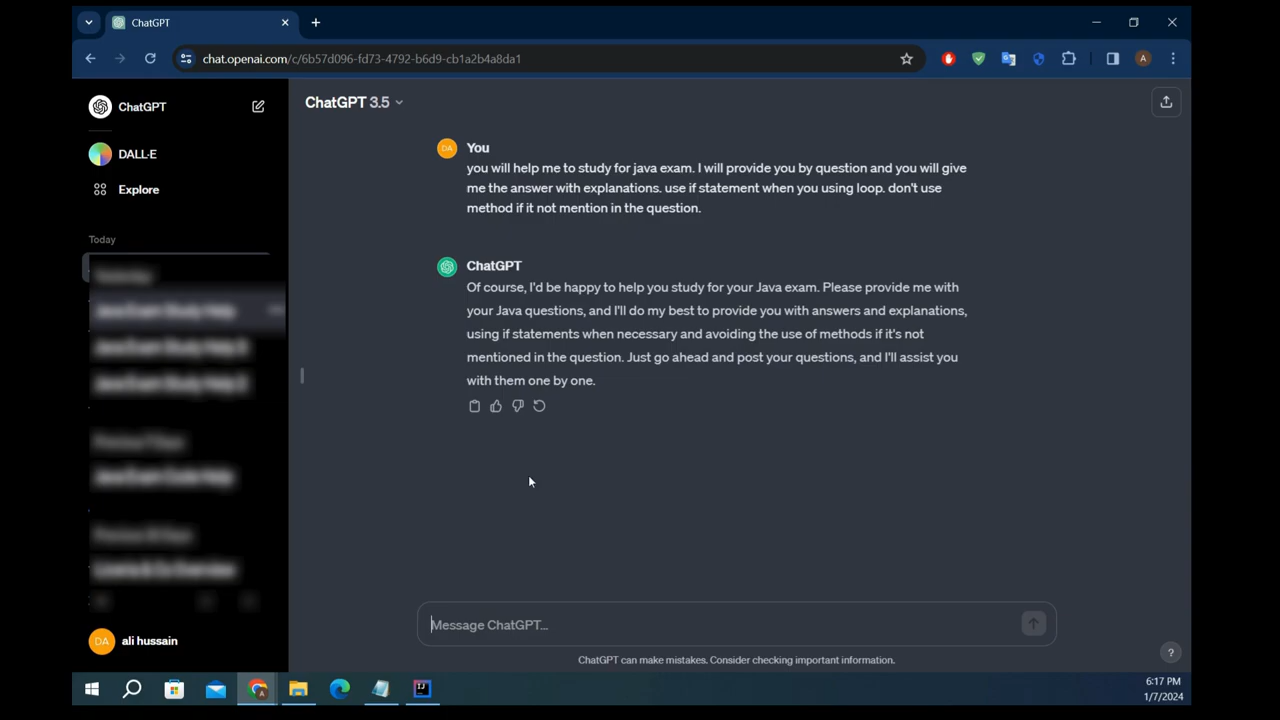 ChatGPT
chat.openai.com/c/6b57d096-fd73-4792-b6d9-cb1a2b4a8da1
A
ChatGPT
DALL·E
Explore
Today
ChatGPT 3.5
DA
You
you will help me to study for java exam. I will provide you by question and you will give
me the answer with explanations. use if statement when you using loop. don't use
method if it not mention in the question.
ChatGPT
Of course, I'd be happy to help you study for your Java exam. Please provide me with
your Java questions, and I'll do my best to provide you with answers and explanations,
using if statements when necessary and avoiding the use of methods if it's not
mentioned in the question. Just go ahead and post your questions, and I'll assist you
with them one by one.
Message ChatGPT...
ChatGPT can make mistakes. Consider checking important information.
?
DA
ali hussain
A
IJ
6:17 PM
1/7/2024